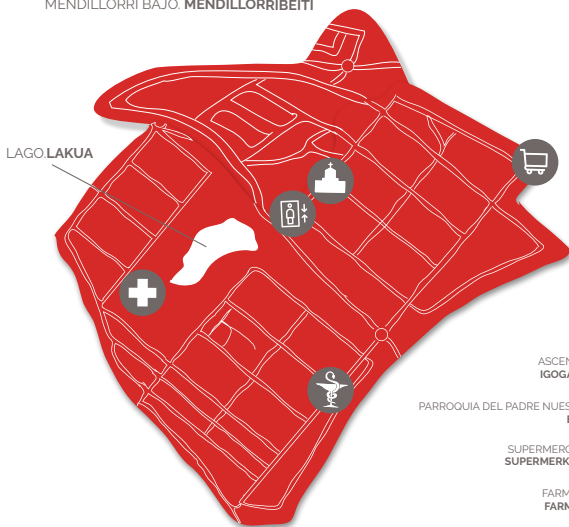 MENDILLORRI BAJO. MENDILLORRIBEITI
LAGO.LAKUA
ASCEN
IGOGA
PARROQUIA DEL PADRE NUES
SUPERMERC
SUPERMERK
FARM
FARM